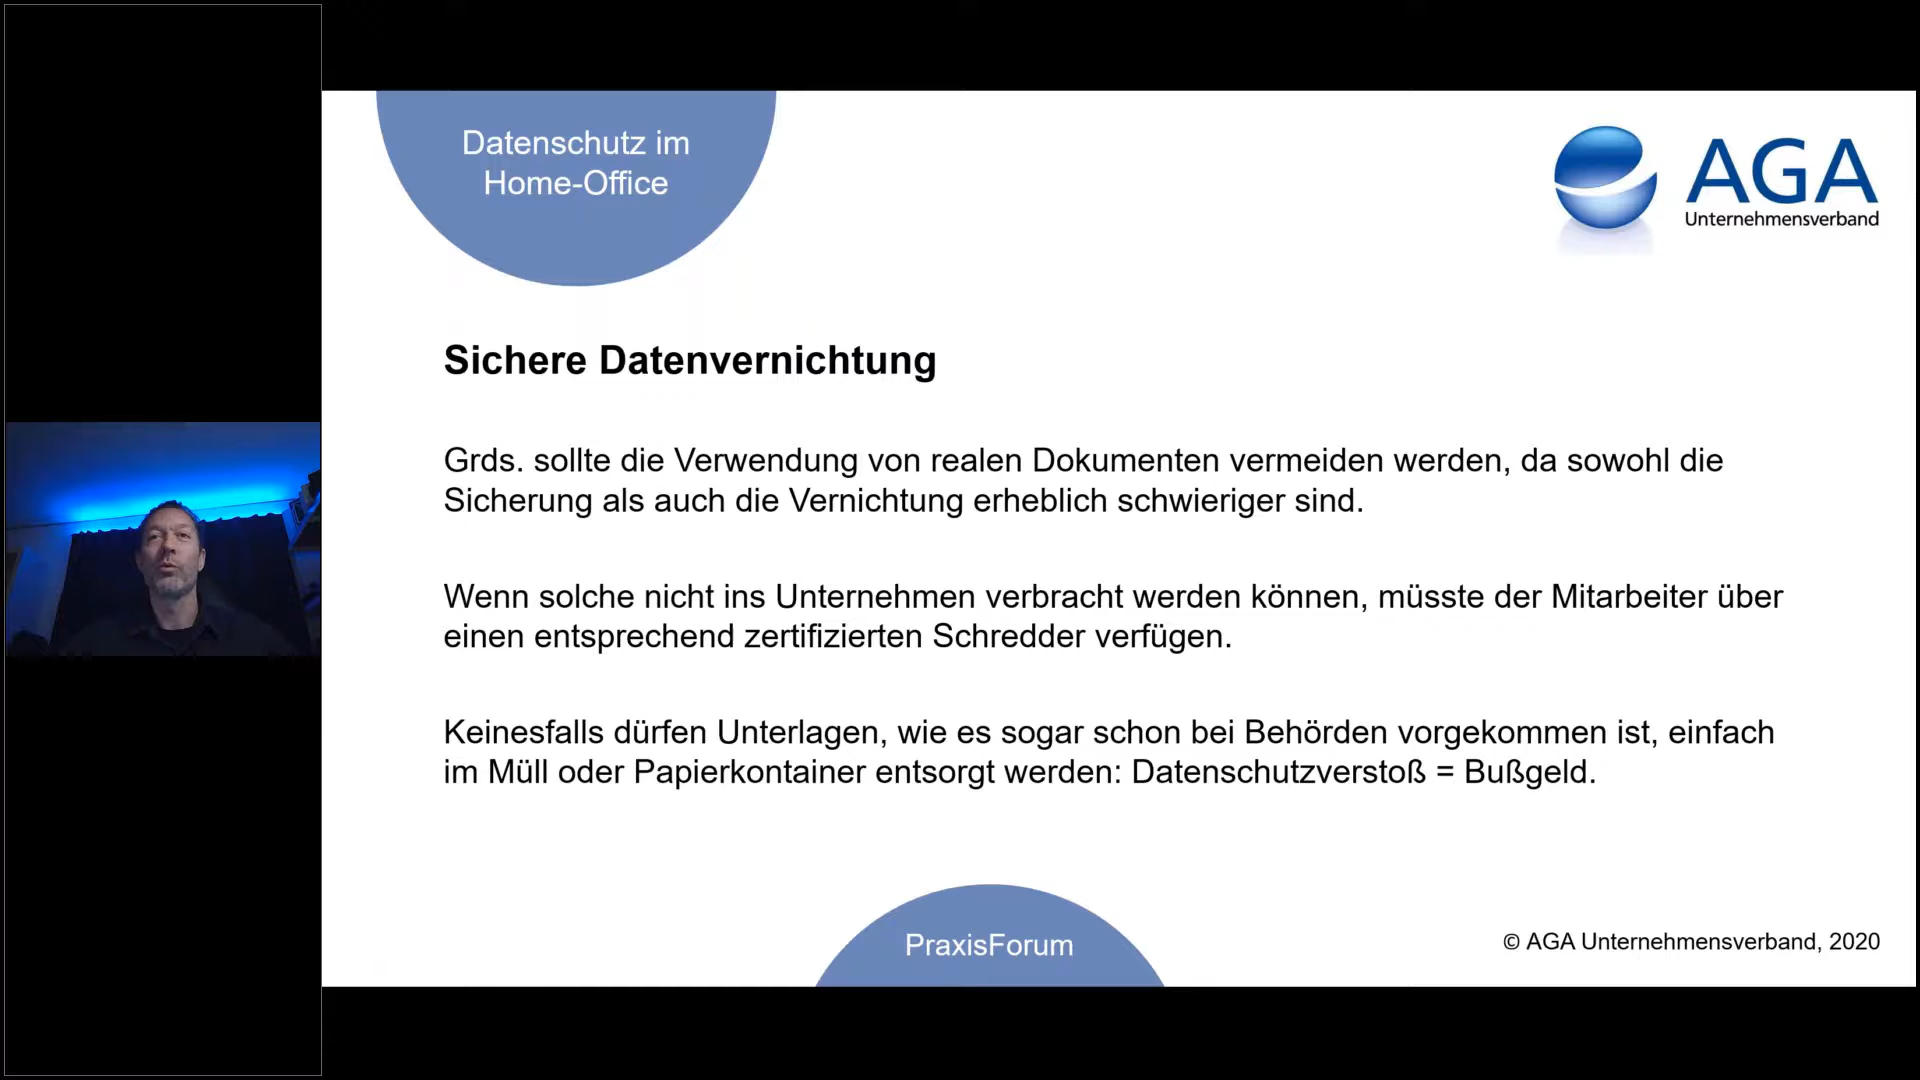 Datenschutz im
Home-Office
AGA
Unternehmensverband
Sichere Datenvernichtung
Grds. sollte die Verwendung von realen Dokumenten vermeiden werden, da sowohl die
Sicherung als auch die Vernichtung erheblich schwieriger sind.
Wenn solche nicht ins Unternehmen verbracht werden können, müsste der Mitarbeiter über
einen entsprechend zertifizierten Schredder verfügen.
Keinesfalls dürfen Unterlagen, wie es sogar schon bei Behörden vorgekommen ist, einfach
im Müll oder Papierkontainer entsorgt werden: Datenschutzverstoß = Bußgeld.
PraxisForum
© AGA Unternehmensverband, 2020